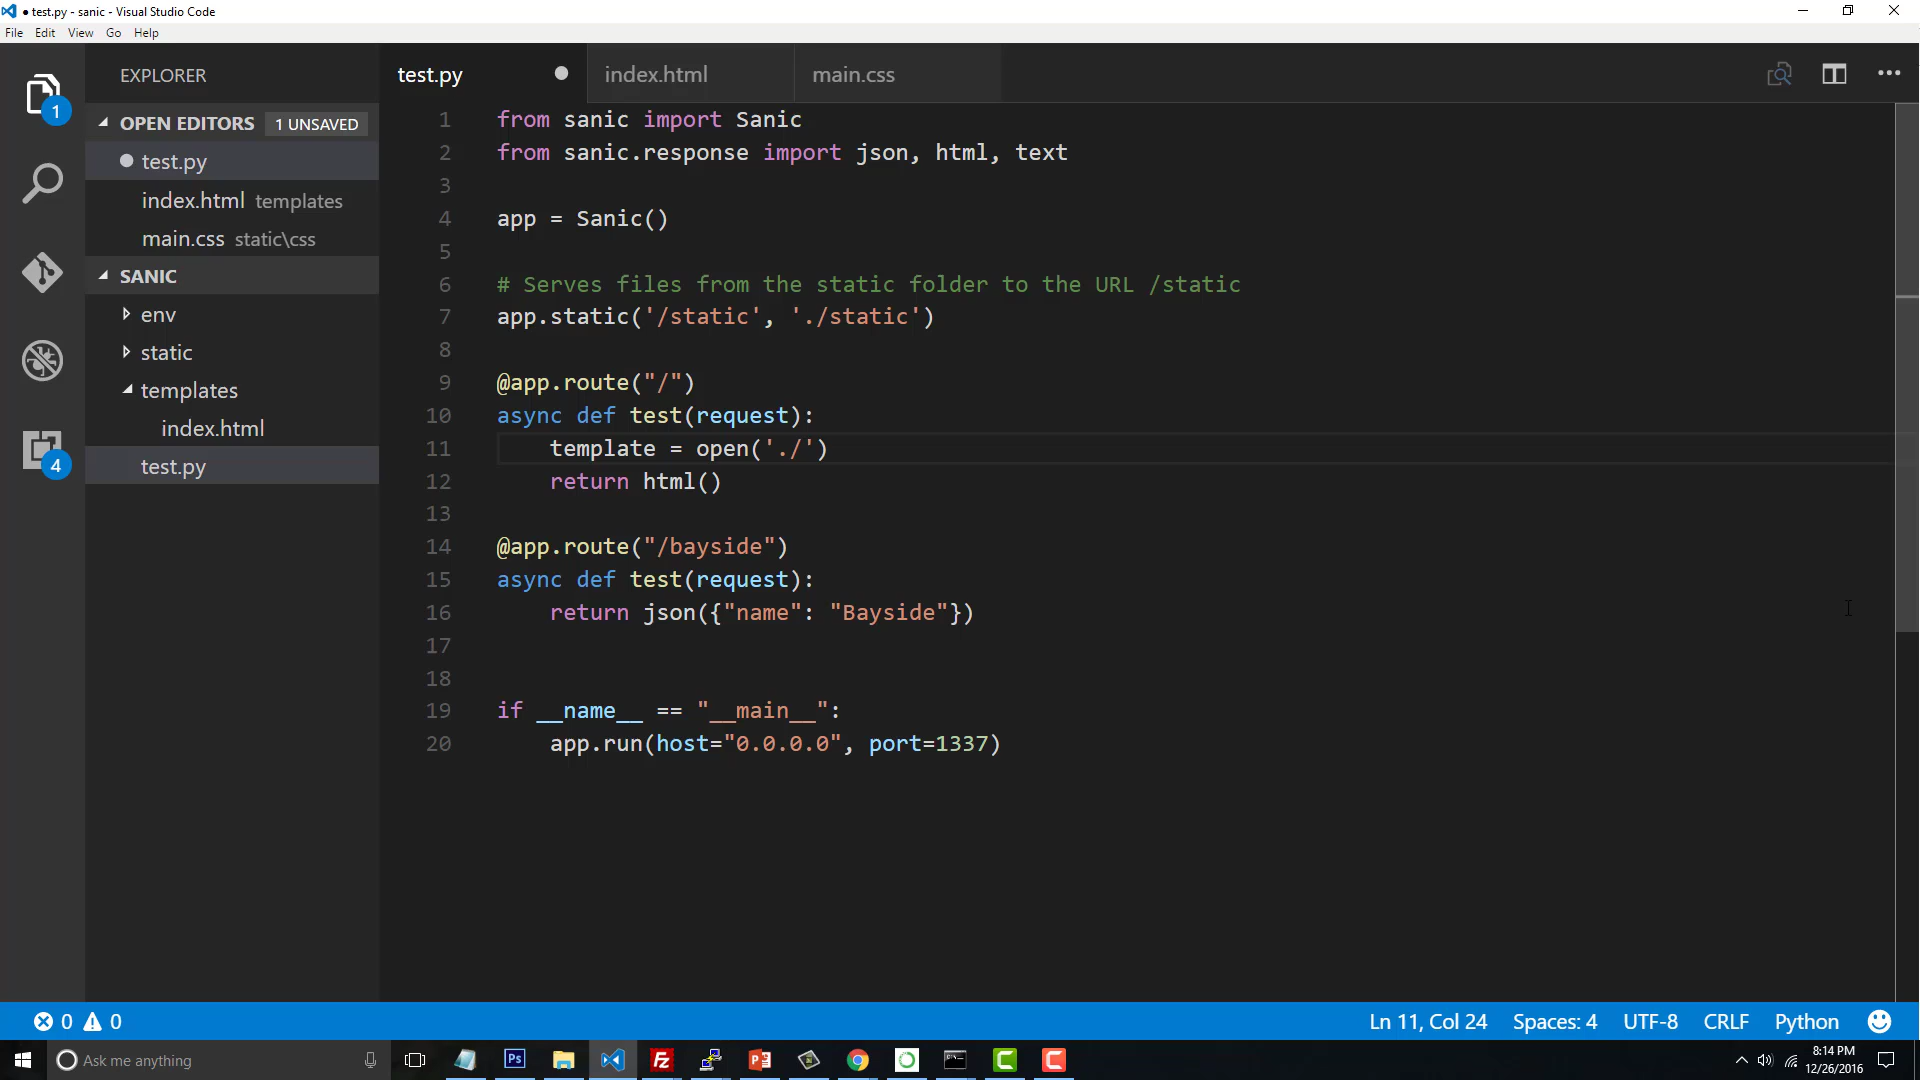 ● test.py - sanic - Visual Studio Code
File Edit View Go Help
EXPLORER
OPEN EDITORS 1 UNSAVED
test.py
index.html templates
main.css static\css
SANIC
env
static
templates
index.html
test.py
1
4
test.py index.html main.css
1 from sanic import Sanic
2 from sanic.response import json, html, text
3
4 app = Sanic()
5
6 # Serves files from the static folder to the URL /static
7 app.static('/static', './static')
8
9 @app.route("/")
10 async def test(request):
11     template = open('./')
12     return html()
13
14 @app.route("/bayside")
15 async def test(request):
16     return json({"name": "Bayside"})
17
18
19 if __name__ == "__main__":
20     app.run(host="0.0.0.0", port=1337)
0 0 Ln 11, Col 24 Spaces: 4 UTF-8 CRLF Python
Ask me anything
Ps
Fz
8:14 PM
12/26/2016